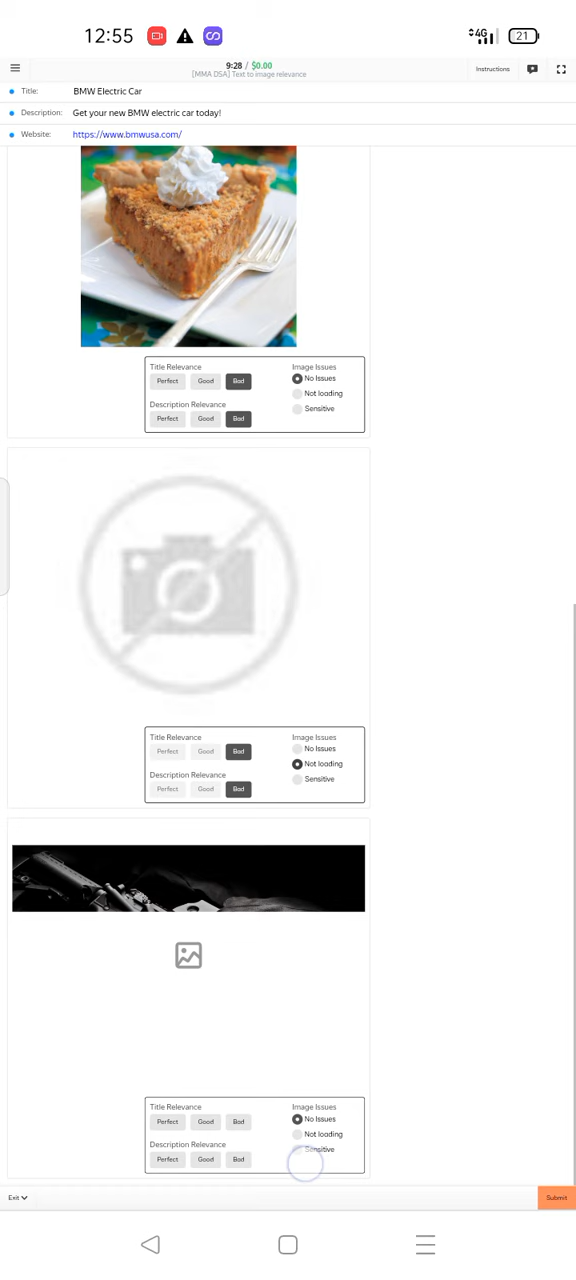 12:55
4G
21
9:28 / $0.00
[MMA DSA] Text to image relevance
Instructions
Title: BMW Electric Car
Description: Get your new BMW electric car today!
Website: https://www.bmwusa.com/
Title Relevance
Perfect Good Bad
Description Relevance
Perfect Good Bad
Image Issues
No Issues
Not loading
Sensitive
Title Relevance
Perfect Good Bad
Description Relevance
Perfect Good Bad
Image Issues
No Issues
Not loading
Sensitive
Title Relevance
Perfect Good Bad
Description Relevance
Perfect Good Bad
Image Issues
No Issues
Not loading
Sensitive
Exit
Submit